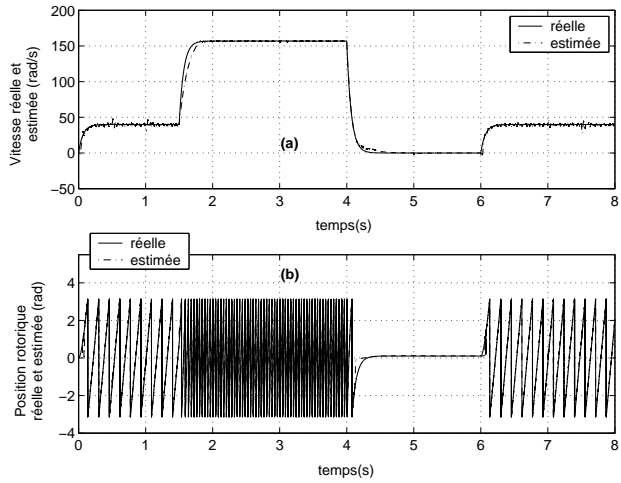 200
150
100
50
0
−50
0 1 2 3 4 5 6 7 8
Vitesse réelle et
estimée (rad/s)
réelle
estimée
(a)
temps(s)
réelle
estimée
(b)
4
2
0
−2
−4
0 1 2 3 4 5 6 7 8
Position rotorique
réelle et estimée (rad)
temps(s)